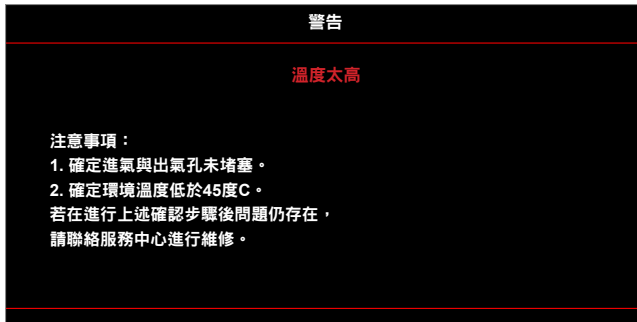 警告
溫度太高
注意事項：
1. 確定進氣與出氣孔未堵塞。
2. 確定環境溫度低於45度C。
若在進行上述確認步驟後問題仍存在，
請聯絡服務中心進行維修。